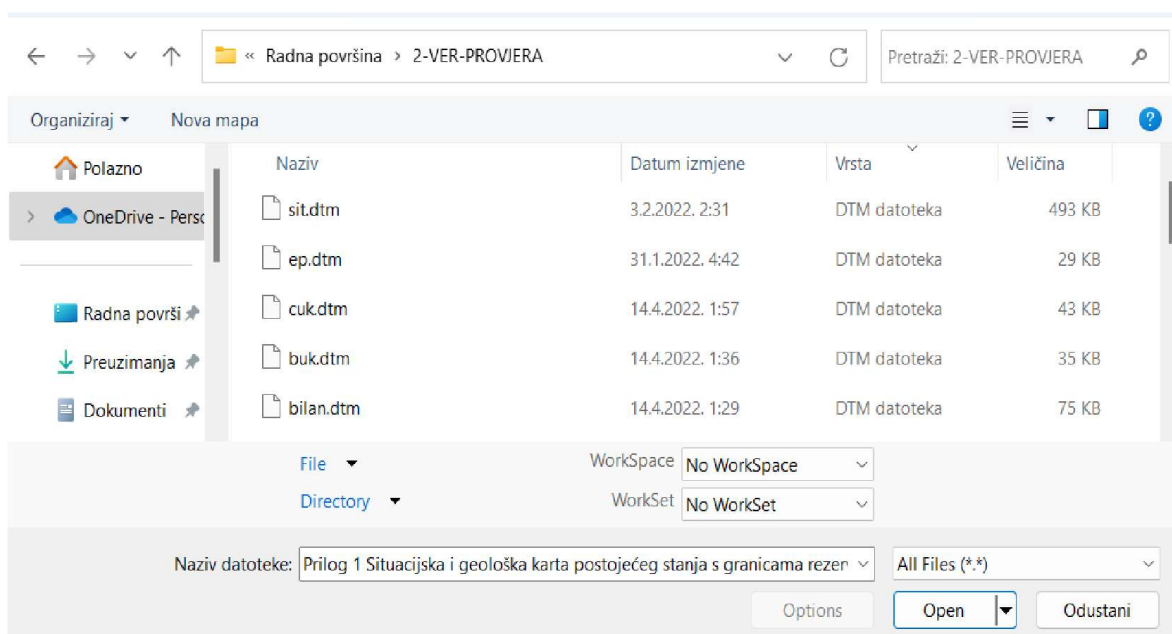 « Radna površina > 2-VER-PROVJERA Pretraži: 2-VER-PROVJERA
Organiziraj Nova mapa
Polazno
OneDrive - Persc
Radna površi
Preuzimanja
Dokumenti
Naziv Datum izmjene Vrsta Veličina
sit.dtm 3.2.2022. 2:31 DTM datoteka 493 KB
ep.dtm 31.1.2022. 4:42 DTM datoteka 29 KB
cuk.dtm 14.4.2022. 1:57 DTM datoteka 43 KB
buk.dtm 14.4.2022. 1:36 DTM datoteka 35 KB
bilan.dtm 14.4.2022. 1:29 DTM datoteka 75 KB
File WorkSpace No WorkSpace
Directory WorkSet No WorkSet
Naziv datoteke: Prilog 1 Situacijska i geološka karta postojećeg stanja s granicama rezer All Files (*.*)
Options Open Odustani